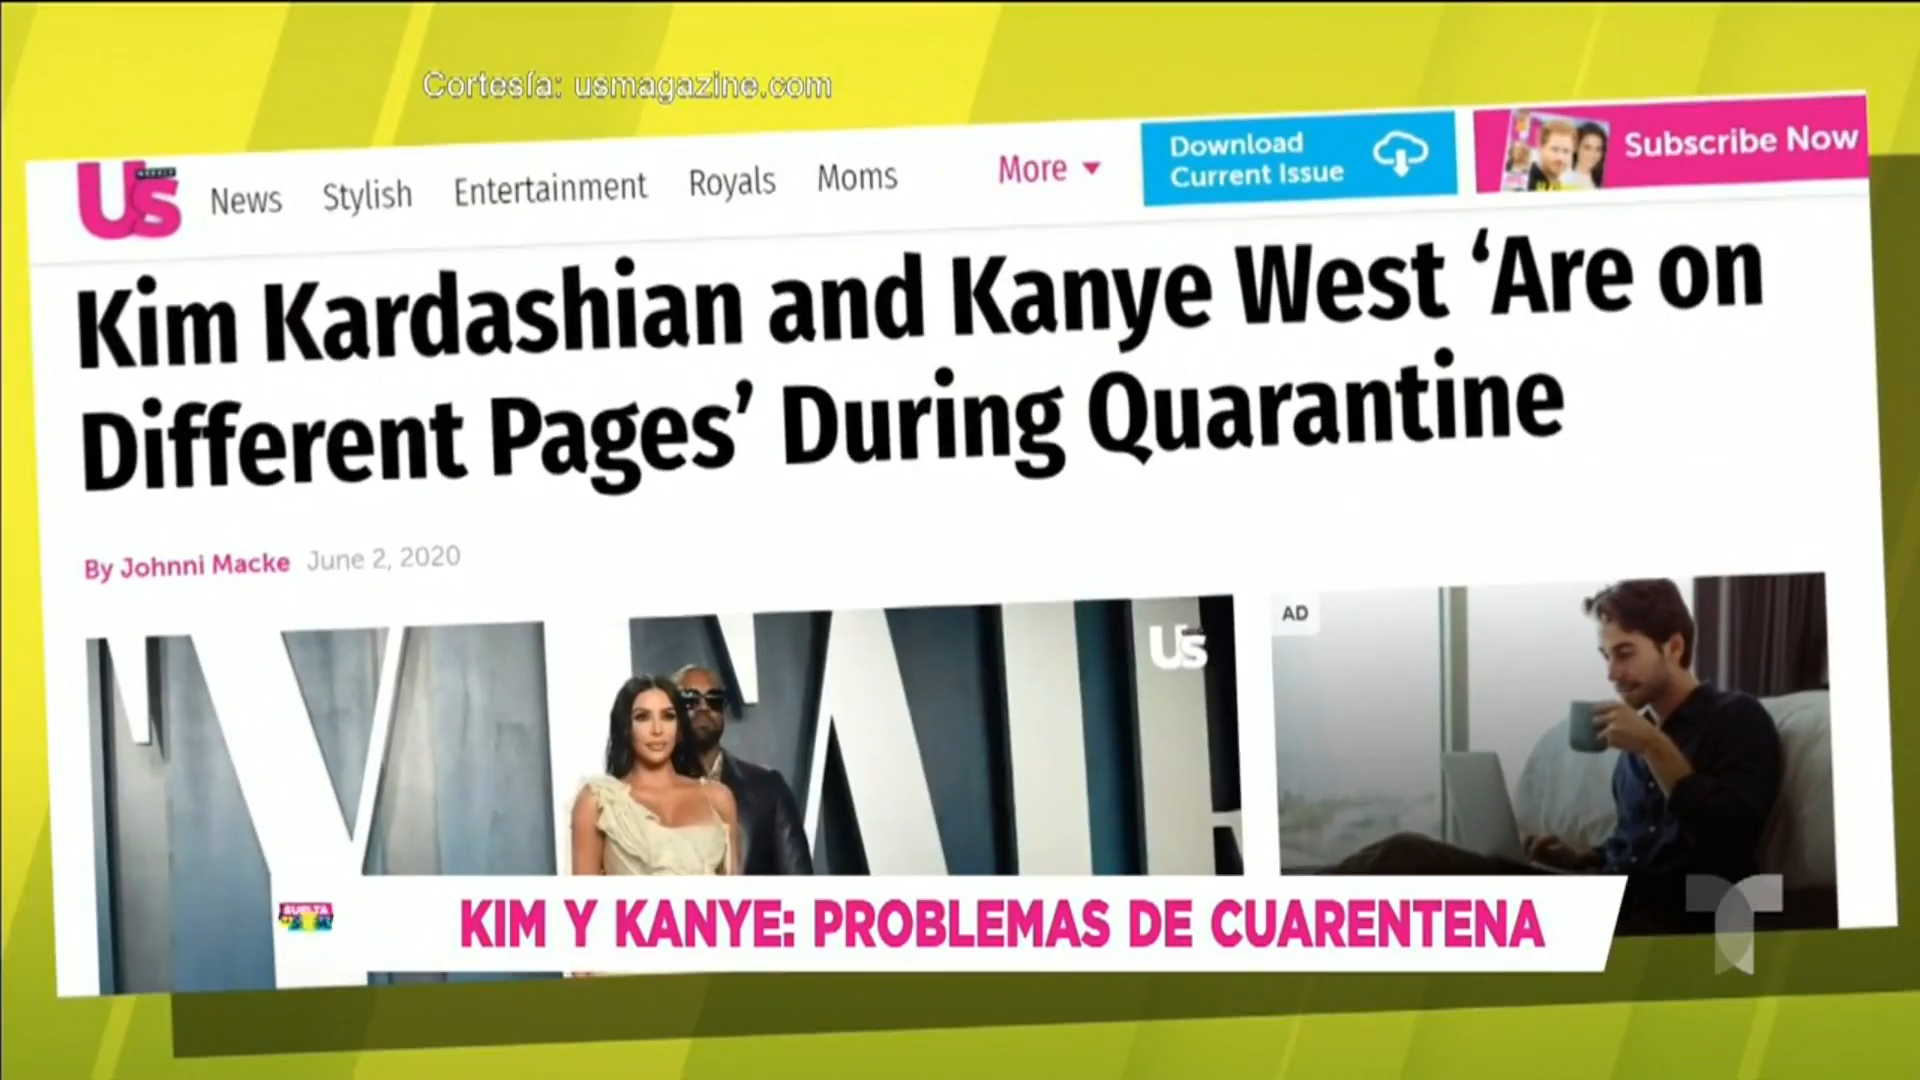 Cortesía: usmagazine.com
Us WEEKLY
News Stylish Entertainment Royals Moms More
Download
Current Issue
Subscribe Now
Kim Kardashian and Kanye West ‘Are on
Different Pages’ During Quarantine
By Johnni Macke June 2, 2020
Us
AD
SUELTA
KIM Y KANYE: PROBLEMAS DE CUARENTENA